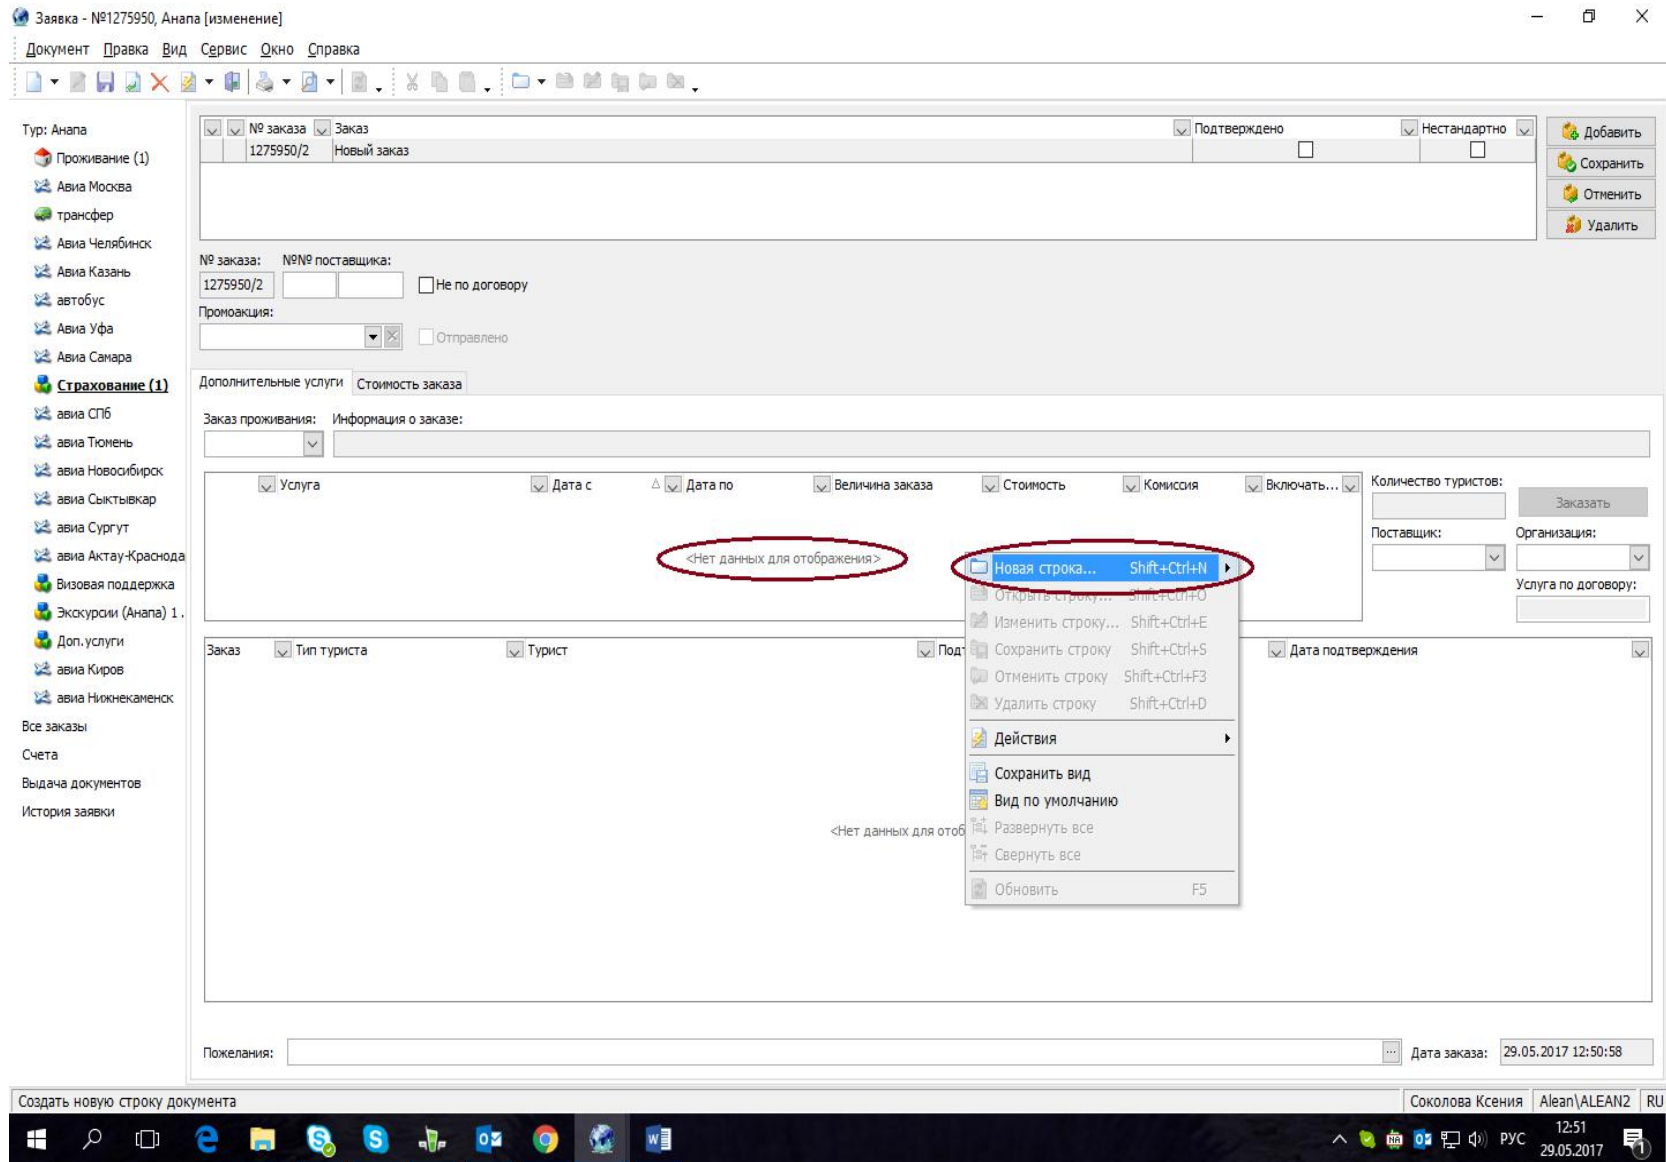 Заявка - №1275950, Анапа [изменение]
Документ Правка Вид Сервис Окно Справка
Тур: Анапа
Проживание (1)
Авиа Москва
трансфер
Авиа Челябинск
Авиа Казань
автобус
Авиа Уфа
Авиа Самара
Страхование (1)
авиа СПб
авиа Тюмень
авиа Новосибирск
авиа Сыктывкар
авиа Сургут
авиа Актау-Краснода
Визовая поддержка
Экскурсии (Анапа) 1 .
Доп.услуги
авиа Киров
авиа Нижнекаменск
Все заказы
Счета
Выдача документов
История заявки
№ заказа Заказ Подтверждено Нестандартно
1275950/2 Новый заказ
Добавить
Сохранить
Отменить
Удалить
№ заказа: №№ поставщика:
1275950/2 Не по договору
Промоакция:
Отправлено
Дополнительные услуги Стоимость заказа
Заказ проживания: Информация о заказе:
Услуга Дата с Дата по Величина заказа Стоимость Комиссия Включать...
<Нет данных для отображения>
Количество туристов:
Заказать
Поставщик: Организация:
Услуга по договору:
Новая строка... Shift+Ctrl+N
Открыть строку... Shift+Ctrl+O
Изменить строку... Shift+Ctrl+E
Сохранить строку Shift+Ctrl+S
Отменить строку Shift+Ctrl+F3
Удалить строку Shift+Ctrl+D
Действия
Сохранить вид
Вид по умолчанию
Развернуть все
Свернуть все
Обновить F5
Заказ Тип туриста Турист Под Дата подтверждения
<Нет данных для отоб
Пожелания: Дата заказа: 29.05.2017 12:50:58
Создать новую строку документа Соколова Ксения Alean\ALEAN2 RU
РУС 12:51
29.05.2017